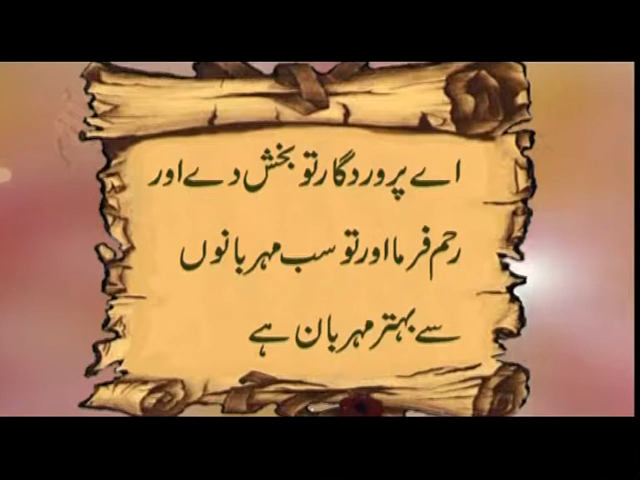 اے پروردگار تو بخش دے اور
رحم فرما اور تو سب مہربانوں
سے بہتر مہربان ہے